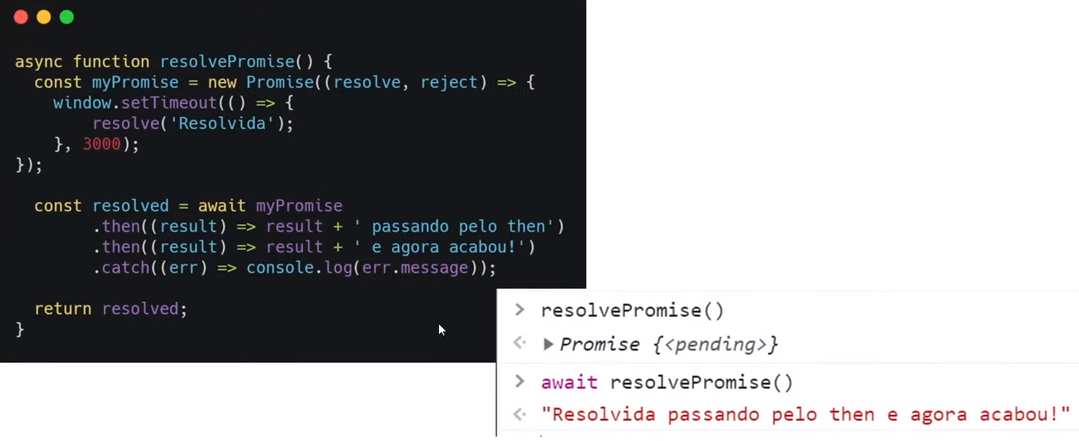 async function resolvePromise() {
  const myPromise = new Promise((resolve, reject) => {
    window.setTimeout(() => {
        resolve('Resolvida');
    }, 3000);
});
  const resolved = await myPromise
        .then((result) => result + ' passando pelo then')
        .then((result) => result + ' e agora acabou!')
        .catch((err) => console.log(err.message));
  return resolved;
}
> resolvePromise()
Promise {<pending>}
> await resolvePromise()
"Resolvida passando pelo then e agora acabou!"